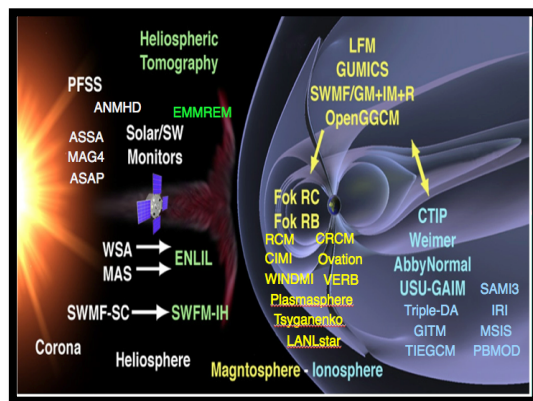 Heliospheric
Tomography
PFSS
ANMHD
EMMREM
ASSA
MAG4
ASAP
Solar/SW
Monitors
WSA
MAS
ENLIL
SWMF-SC
SWFM-IH
Corona
Heliosphere
LFM
GUMICS
SWMF/GM+IM+R
OpenGGCM
Fok RC
Fok RB
RCM CRCM
CIMI Ovation
WINDMI VERB
Plasmasphere
Tsyganenko
LANLstar
CTIP
Weimer
AbbyNormal
USU-GAIM SAMI3
Triple-DA IRI
GITM MSIS
TIEGCM PBMOD
Magntosphere - Ionosphere